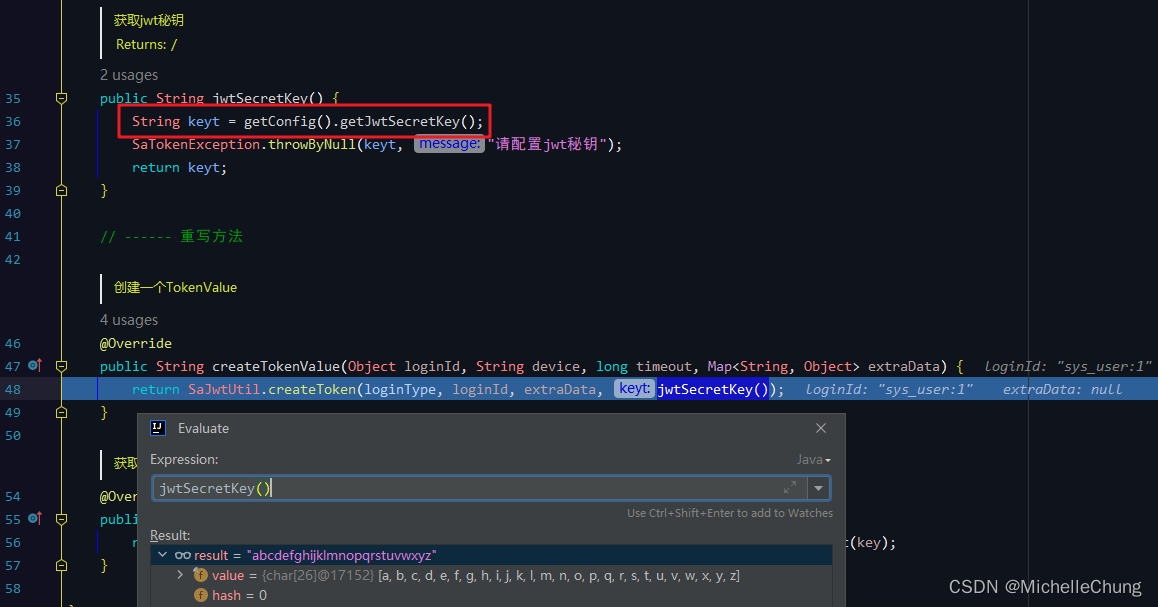 获取jwt秘钥
Returns: /
2 usages
35 public String jwtSecretKey() {
36 String keyt = getConfig().getJwtSecretKey();
37 SaTokenException.throwByNull(keyt, message: "请配置jwt秘钥");
38 return keyt;
39 }
40
41 // ------ 重写方法
42
创建一个TokenValue
4 usages
46 @Override
47 public String createTokenValue(Object loginId, String device, long timeout, Map<String, Object> extraData) { loginId: "sys_user:1"
48 return SaJwtUtil.createToken(loginType, loginId, extraData, keyt: jwtSecretKey()); loginId: "sys_user:1" extraData: null
49 }
Evaluate
50
Expression:
Java
获取
jwtSecretKey()
54 @Over
Use Ctrl+Shift+Enter to add to Watches
55 publi
Result:
56 (key);
result = "abcdefghijklmnopqrstuvwxyz"
57 }
value = {char[26]@17152} [a, b, c, d, e, f, g, h, i, j, k, l, m, n, o, p, q, r, s, t, u, v, w, x, y, z]
58
hash = 0
CSDN @MichelleChung